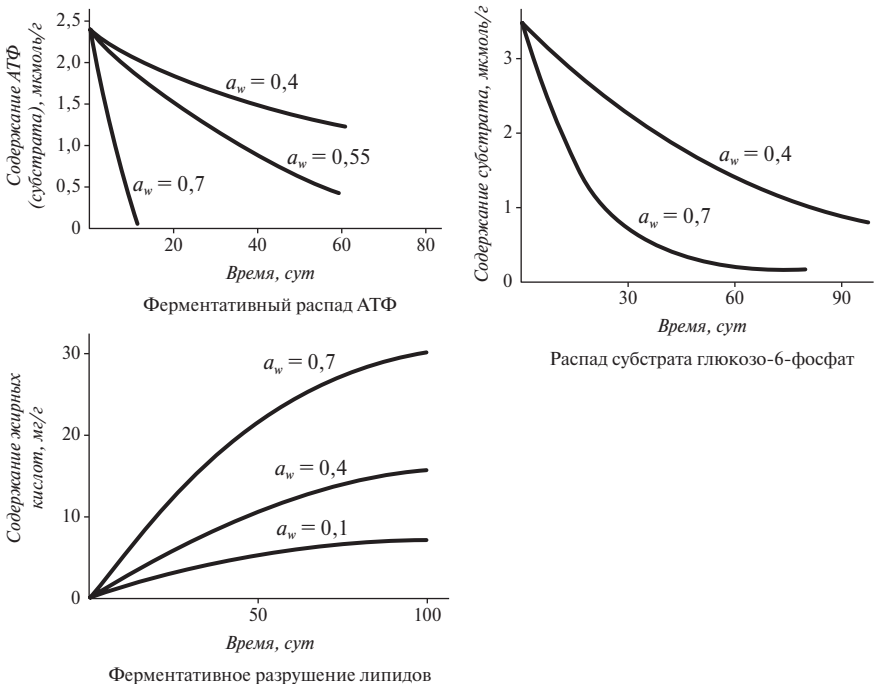 Содержание АТФ
(субстрата), мкмоль/г
2,5
2,0
1,5
1,0
0,5
0
a_w = 0,4
a_w = 0,55
a_w = 0,7
20
40
60
80
Время, сут
Ферментативный распад АТФ
Содержание субстрата, мкмоль/г
3
2
1
0
a_w = 0,4
a_w = 0,7
30
60
90
Время, сут
Распад субстрата глюкозо-6-фосфат
Содержание жирных
кислот, мг/г
30
20
10
0
a_w = 0,7
a_w = 0,4
a_w = 0,1
50
100
Время, сут
Ферментативное разрушение липидов